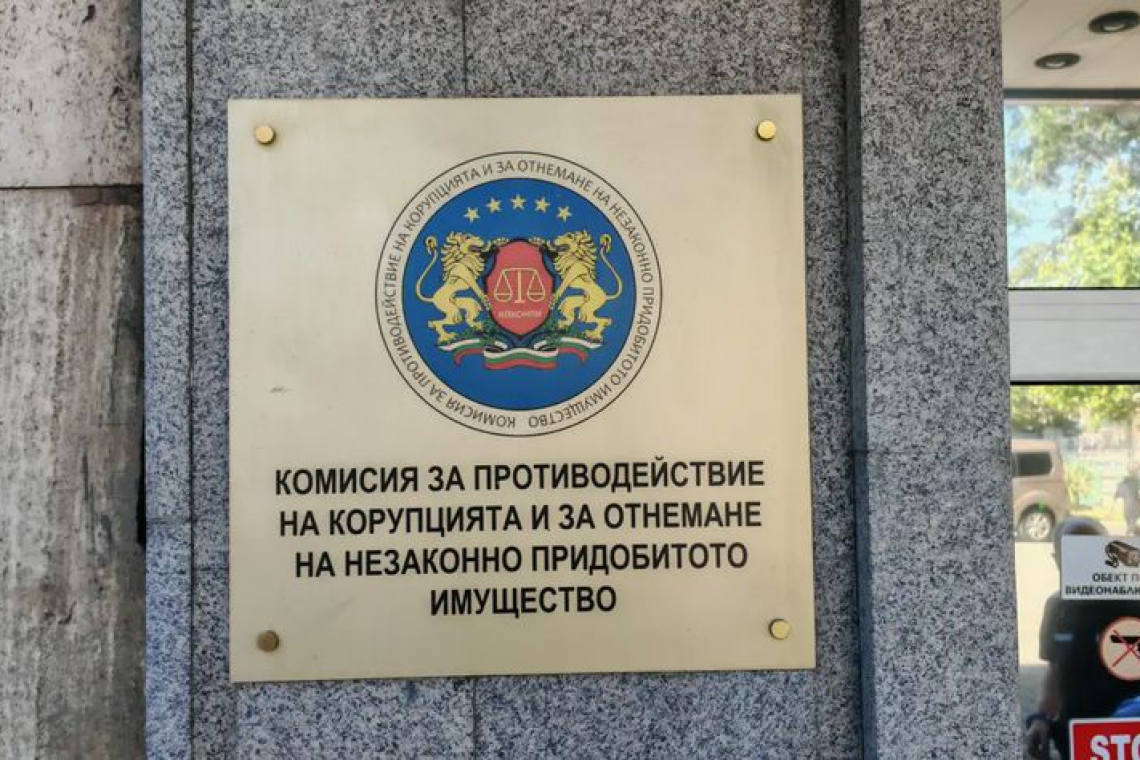 КОМИСИЯ ЗА ПРОТИВОДЕЙСТВИЕ НА КОРУПЦИЯТА И ЗА ОТНЕМАНЕ НА НЕЗАКОННО ПРИДОБИТОТО ИМУЩЕСТВО
КОМИСИЯ ЗА ПРОТИВОДЕЙСТВИЕ
НА КОРУПЦИЯТА И ЗА ОТНЕМАНЕ
НА НЕЗАКОННО ПРИДОБИТОТО
ИМУЩЕСТВО
ОБЕКТ